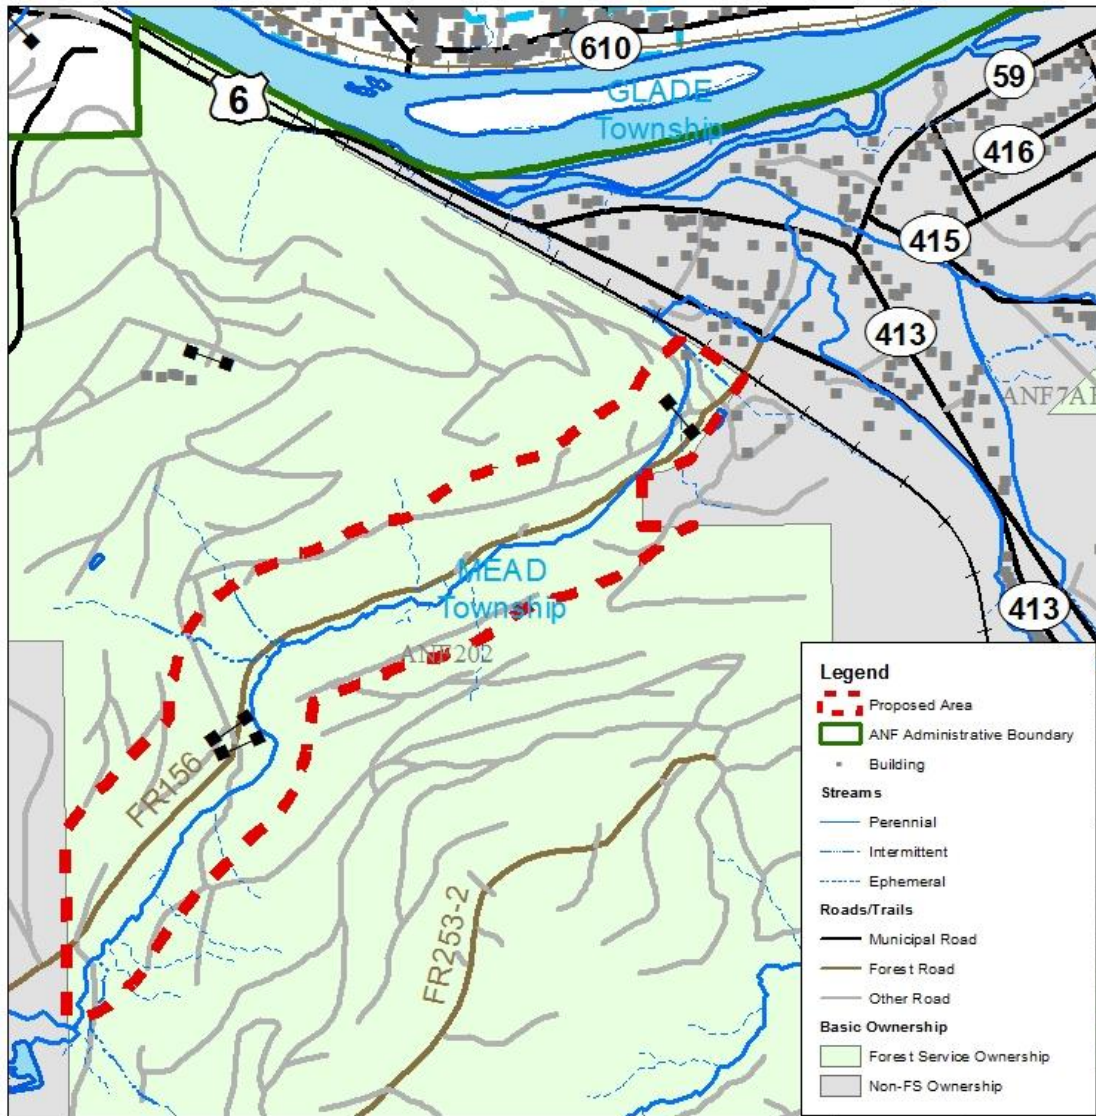 610
6
59
GLADE
Township
416
415
413
ANF7A
MEAD
Township
413
ANF202
FR156
FR253-2
Legend
Proposed Area
ANF Administrative Boundary
Building
Streams
Perennial
Intermittent
Ephemeral
Roads/Trails
Municipal Road
Forest Road
Other Road
Basic Ownership
Forest Service Ownership
Non-FS Ownership